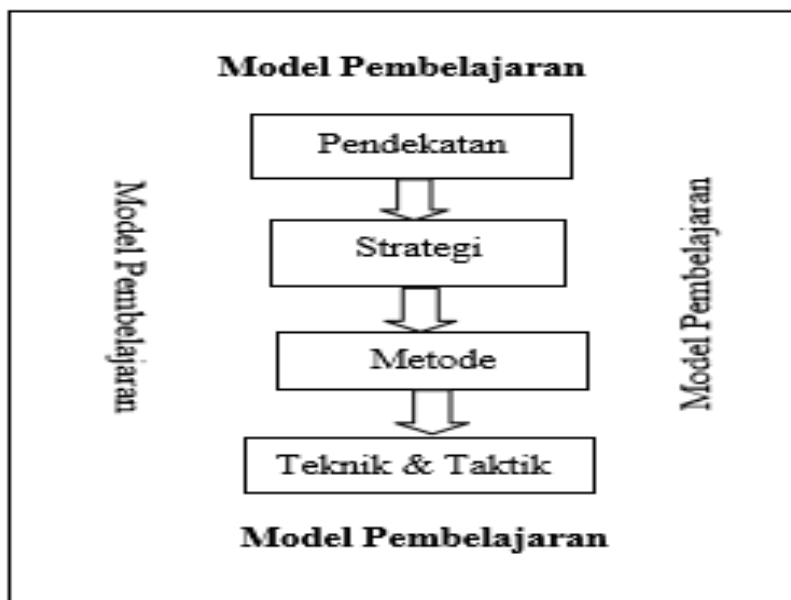 Model Pembelajaran
Pendekatan
Model Pembelajaran
Model Pembelajaran
Strategi
Metode
Teknik & Taktik
Model Pembelajaran